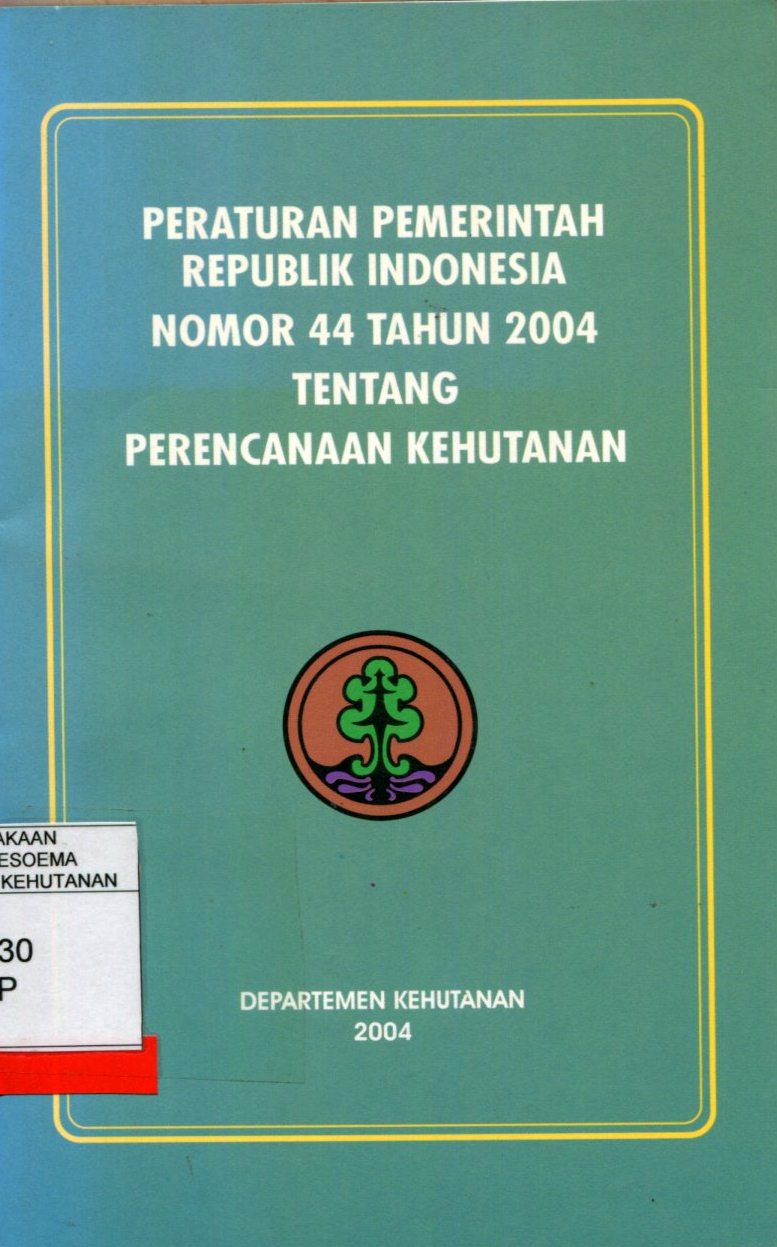 PERATURAN PEMERINTAH
REPUBLIK INDONESIA
NOMOR 44 TAHUN 2004
TENTANG
PERENCANAAN KEHUTANAN
AKAAN
ESOEMA
KEHUTANAN
30
P
DEPARTEMEN KEHUTANAN
2004